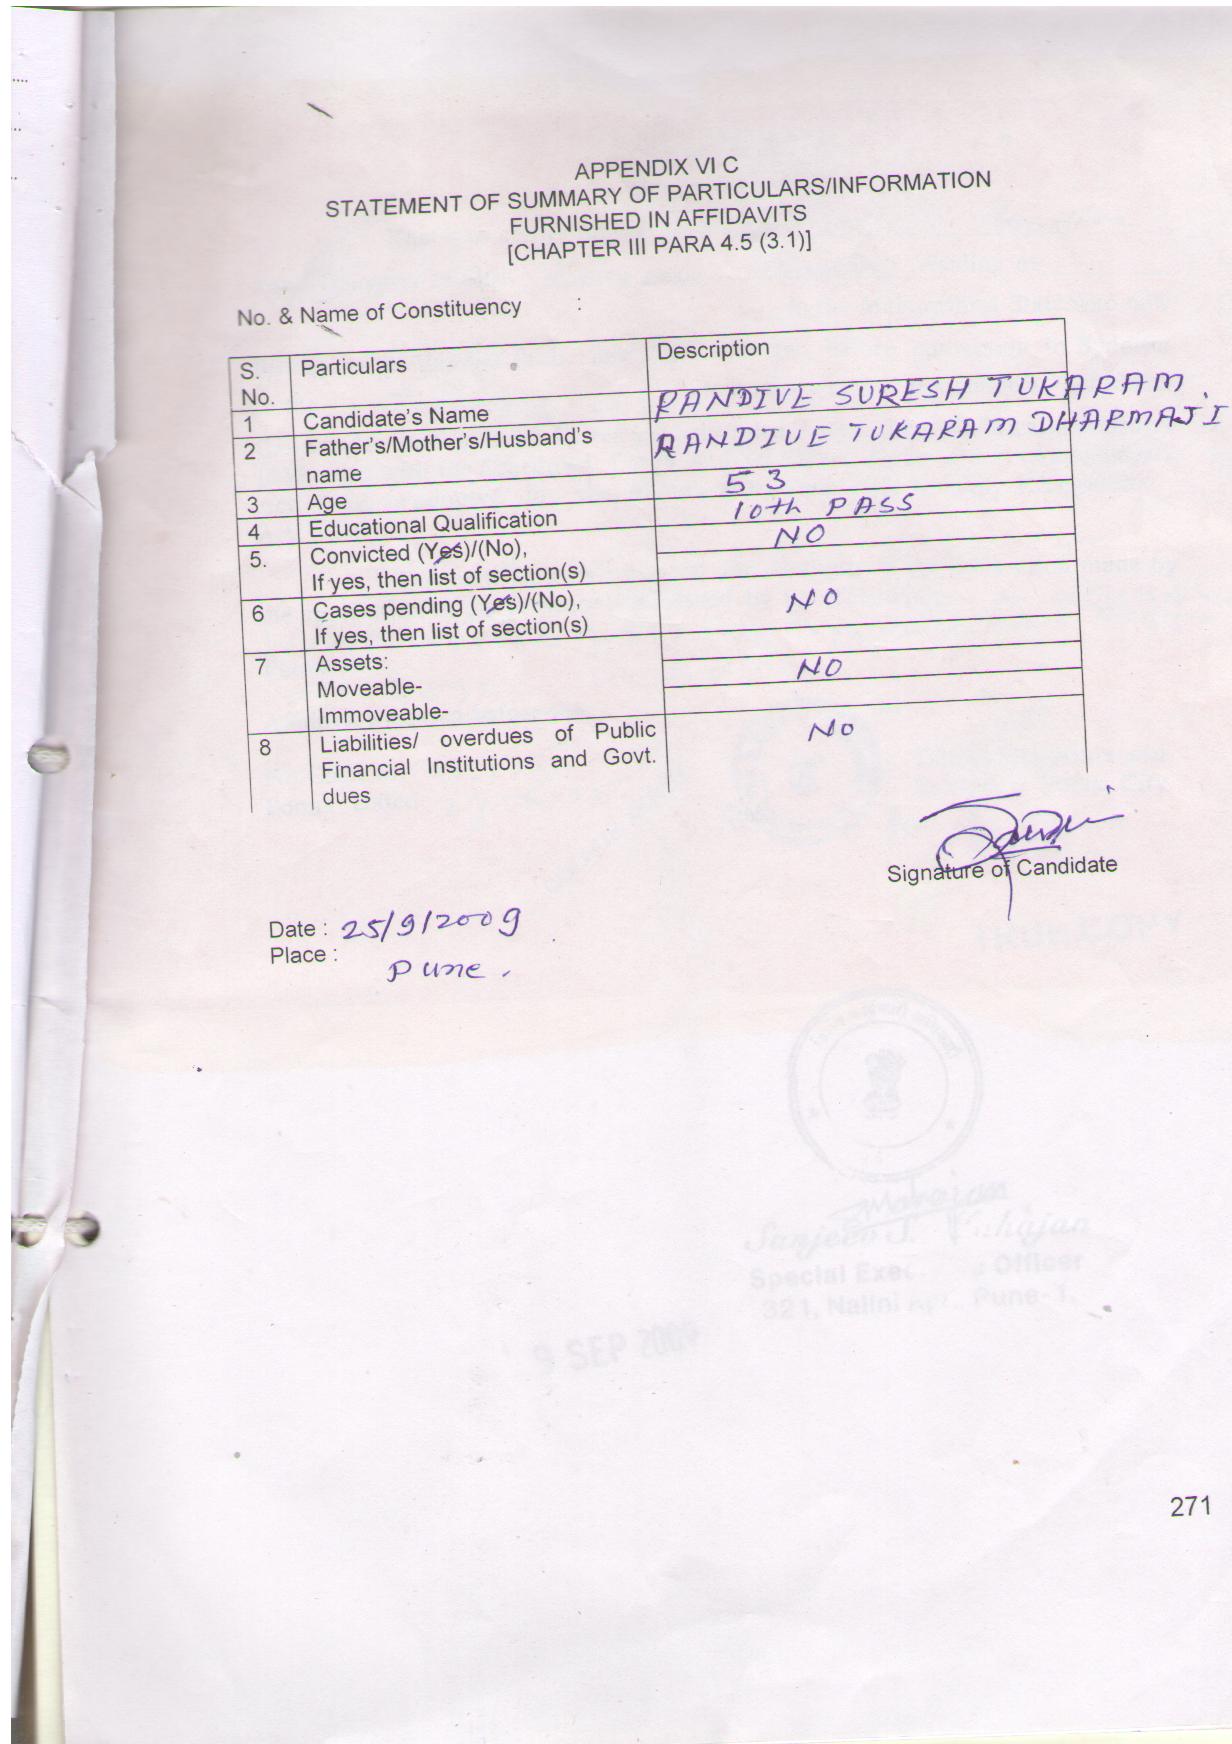 APPENDIX VI C
STATEMENT OF SUMMARY OF PARTICULARS/INFORMATION
FURNISHED IN AFFIDAVITS
[CHAPTER III PARA 4.5 (3.1)]
No. & Name of Constituency :
S. No. Particulars Description
1 Candidate's Name RANDIVE SURESH TUKARAM.
2 Father's/Mother's/Husband's RANDIVE TUKARAM DHARMAJI
name
3 Age 53
4 Educational Qualification 10th PASS
5. Convicted (Yes)/(No), NO
If yes, then list of section(s)
6 Cases pending (Yes)/(No), NO
If yes, then list of section(s)
7 Assets:
Moveable- NO
Immoveable-
8 Liabilities/ overdues of Public No
Financial Institutions and Govt.
dues
Signature of Candidate
Date : 25/9/2009
Place :
Pune.
Special Officer
321, Nalini Pune-1.
SEP 2009
271